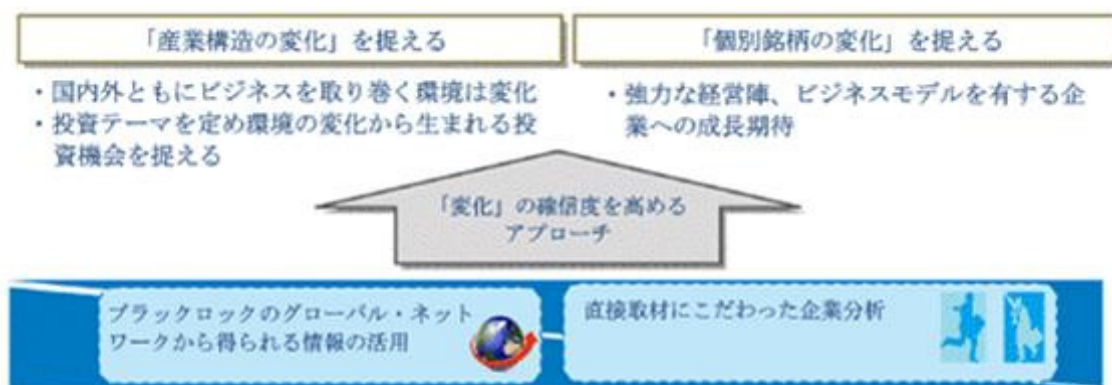 「産業構造の変化」を捉える
・国内外ともにビジネスを取り巻く環境は変化
・投資テーマを定め環境の変化から生まれる投
資機会を捉える
「個別銘柄の変化」を捉える
・強力な経営陣、ビジネスモデルを有する企
業への成長期待
「変化」の確信度を高める
アプローチ
ブラックロックのグローバル・ネット
ワークから得られる情報の活用
直接取材にこだわった企業分析